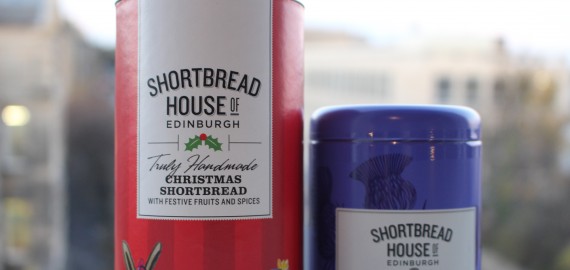 SHORTBREAD
HOUSE OF
EDINBURGH
Truly Handmade
CHRISTMAS
SHORTBREAD
WITH FESTIVE FRUITS AND SPICES
SHORTBREAD
HOUSE OF
EDINBURGH